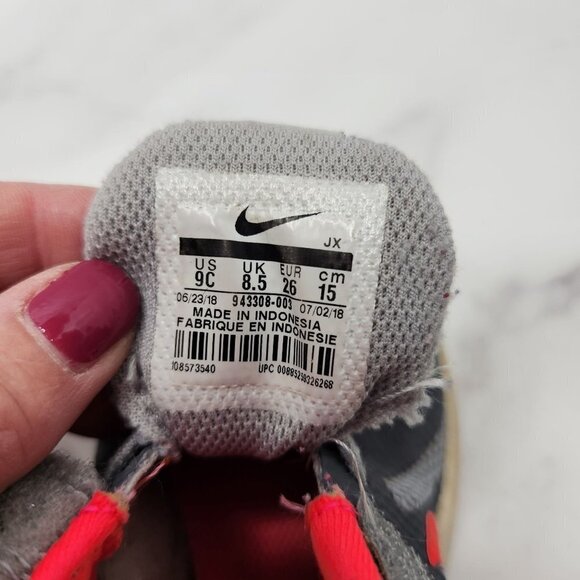 JX
US UK EUR cm
9C 8.5 26 15
06/23/18 943308-003 07/02/18
MADE IN INDONESIA
FABRIQUE EN INDONESIE
108573540 UPC 00885259326268